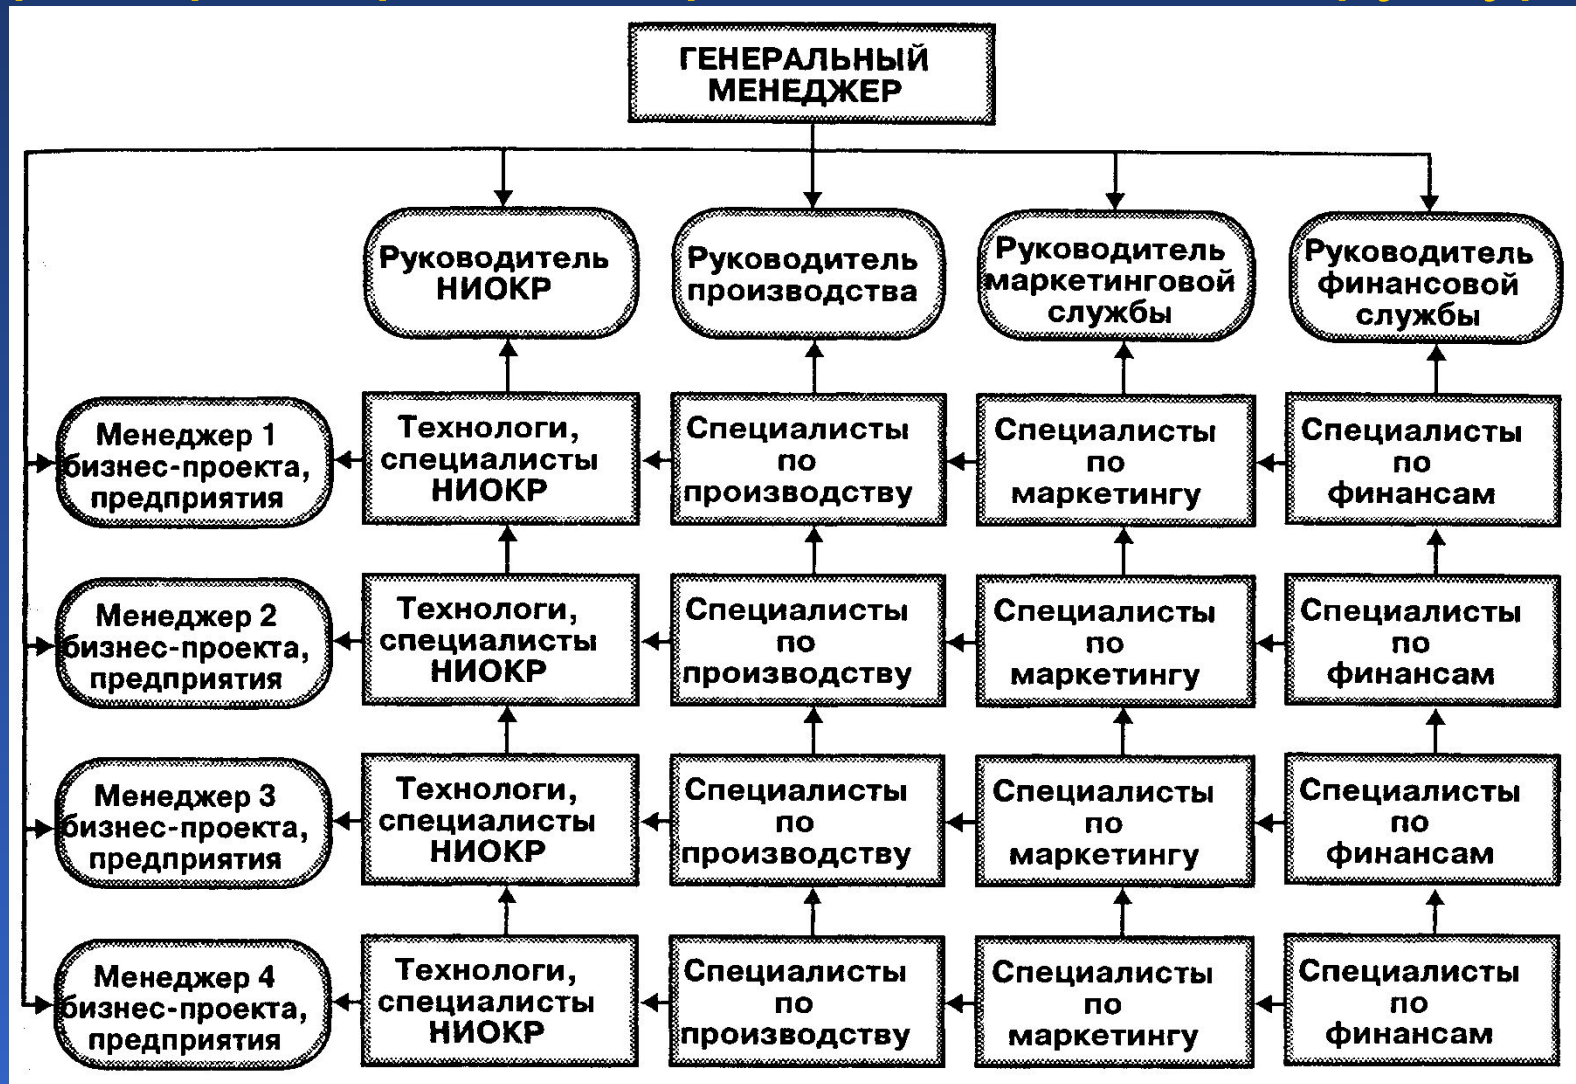 ГЕНЕРАЛЬНЫЙ
МЕНЕДЖЕР
Руководитель
НИОКР
Руководитель
производства
Руководитель
маркетинговой
службы
Руководитель
финансовой
службы
Менеджер 1
бизнес-проекта,
предприятия
Технологи,
специалисты
НИОКР
Специалисты
по
производству
Специалисты
по
маркетингу
Специалисты
по
финансам
Менеджер 2
бизнес-проекта,
предприятия
Технологи,
специалисты
НИОКР
Специалисты
по
производству
Специалисты
по
маркетингу
Специалисты
по
финансам
Менеджер 3
бизнес-проекта,
предприятия
Технологи,
специалисты
НИОКР
Специалисты
по
производству
Специалисты
по
маркетингу
Специалисты
по
финансам
Менеджер 4
бизнес-проекта,
предприятия
Технологи,
специалисты
НИОКР
Специалисты
по
производству
Специалисты
по
маркетингу
Специалисты
по
финансам